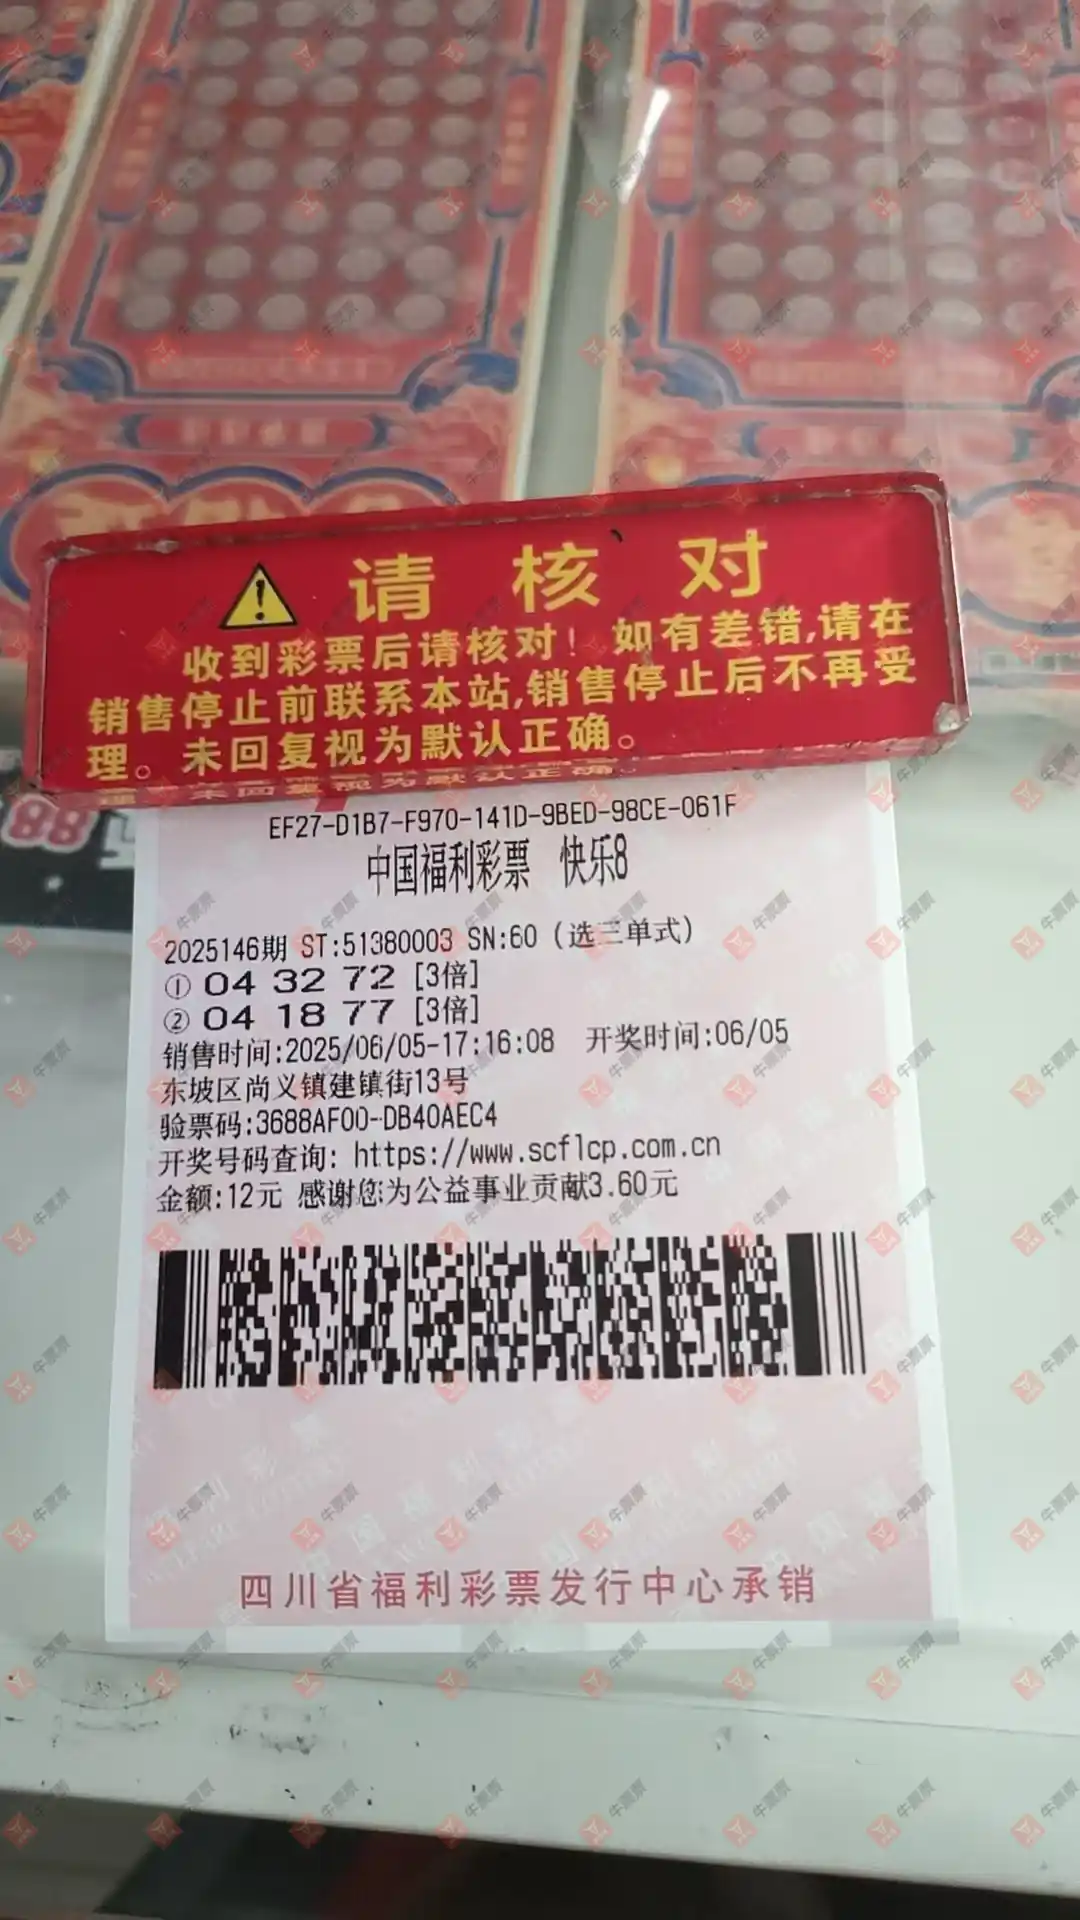 请核对
收到彩票后请核对！如有差错,请在
销售停止前联系本站,销售停止后不再受
理。未回复视为默认正确。
EF27-D1B7-F970-141D-9BED-98CE-061F
中国福利彩票 快乐8
2025146期 ST:51380003 SN:60 (选三单式)
① 04 32 72 [3倍]
② 04 18 77 [3倍]
销售时间:2025/06/05-17:16:08 开奖时间:06/05
东坡区尚义镇建镇街13号
验票码:3688AF00-DB40AEC4
开奖号码查询: https://www.scflcp.com.cn
金额:12元 感谢您为公益事业贡献3.60元
四川省福利彩票发行中心承销
88
牛票票